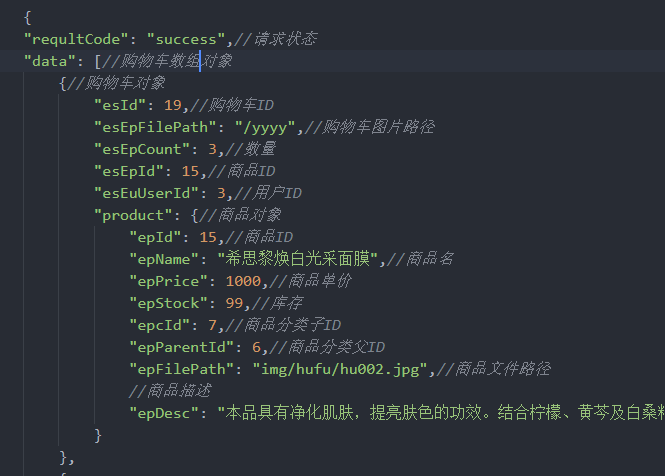 {
"requltCode": "success",//请求状态
"data": [//购物车数组对象
{//购物车对象
"esId": 19,//购物车ID
"esEpFilePath": "/yyyy",//购物车图片路径
"esEpCount": 3,//数量
"esEpId": 15,//商品ID
"esEuUserId": 3,//用户ID
"product": {//商品对象
"epId": 15,//商品ID
"epName": "希思黎焕白光采面膜",//商品名
"epPrice": 1000,//商品单价
"epStock": 99,//库存
"epcId": 7,//商品分类子ID
"epParentId": 6,//商品分类父ID
"epFilePath": "img/hufu/hu002.jpg",//商品文件路径
//商品描述
"epDesc": "本品具有净化肌肤，提亮肤色的功效。结合柠檬、黄芩及白桑
}
},